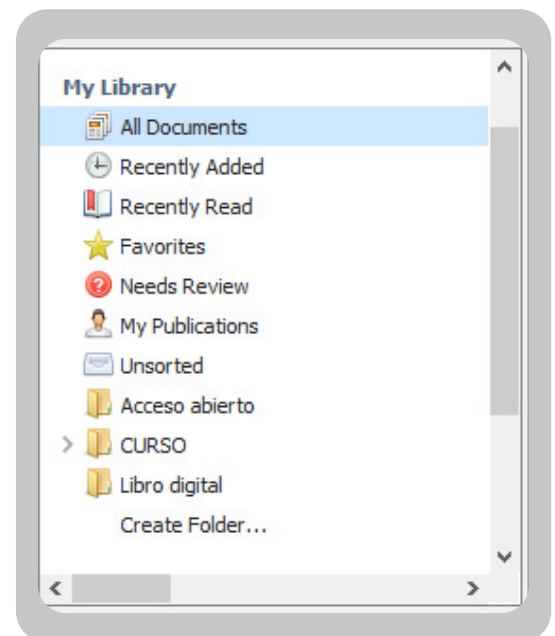 My Library
All Documents
Recently Added
Recently Read
Favorites
Needs Review
My Publications
Unsorted
Acceso abierto
CURSO
Libro digital
Create Folder...